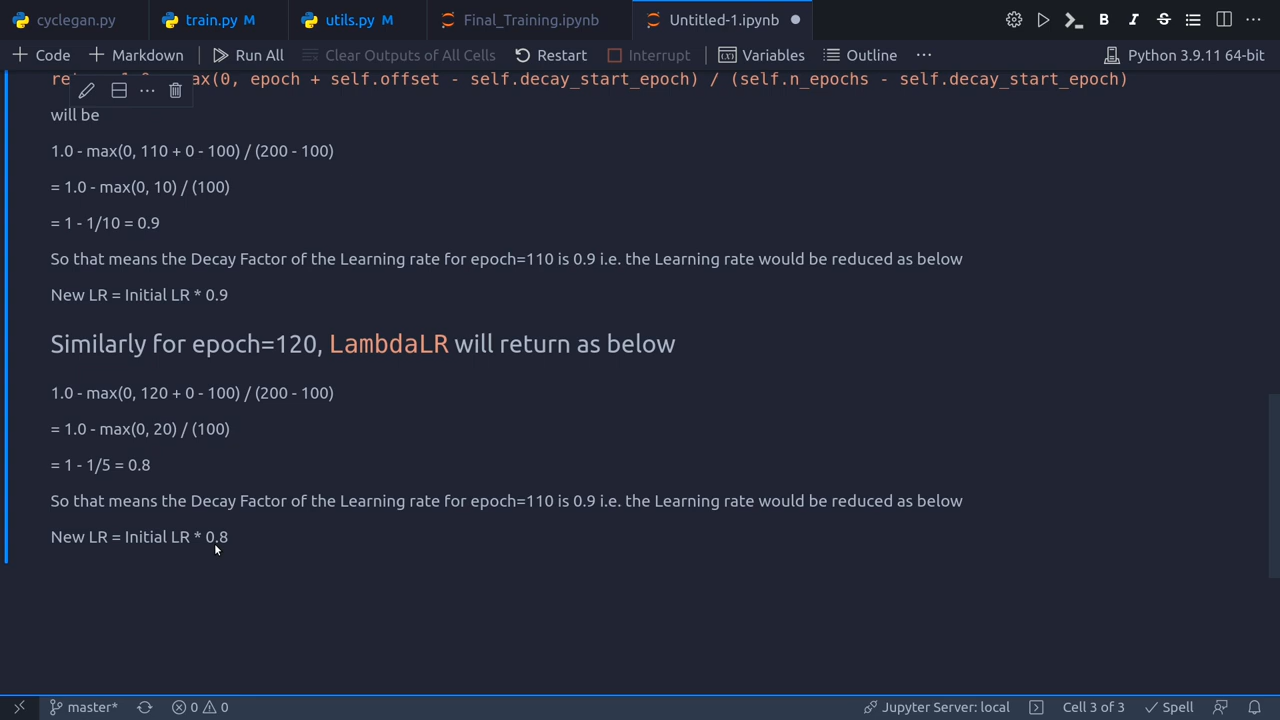 cyclegan.py train.py M utils.py M Final_Training.ipynb Untitled-1.ipynb
Code Markdown Run All Clear Outputs of All Cells Restart Interrupt Variables Outline ... Python 3.9.11 64-bit
max(0, epoch + self.offset - self.decay_start_epoch) / (self.n_epochs - self.decay_start_epoch)
will be
1.0 - max(0, 110 + 0 - 100) / (200 - 100)
= 1.0 - max(0, 10) / (100)
= 1 - 1/10 = 0.9
So that means the Decay Factor of the Learning rate for epoch=110 is 0.9 i.e. the Learning rate would be reduced as below
New LR = Initial LR * 0.9
Similarly for epoch=120, LambdaLR will return as below
1.0 - max(0, 120 + 0 - 100) / (200 - 100)
= 1.0 - max(0, 20) / (100)
= 1 - 1/5 = 0.8
So that means the Decay Factor of the Learning rate for epoch=110 is 0.9 i.e. the Learning rate would be reduced as below
New LR = Initial LR * 0.8
master* 0 0 Jupyter Server: local Cell 3 of 3 Spell